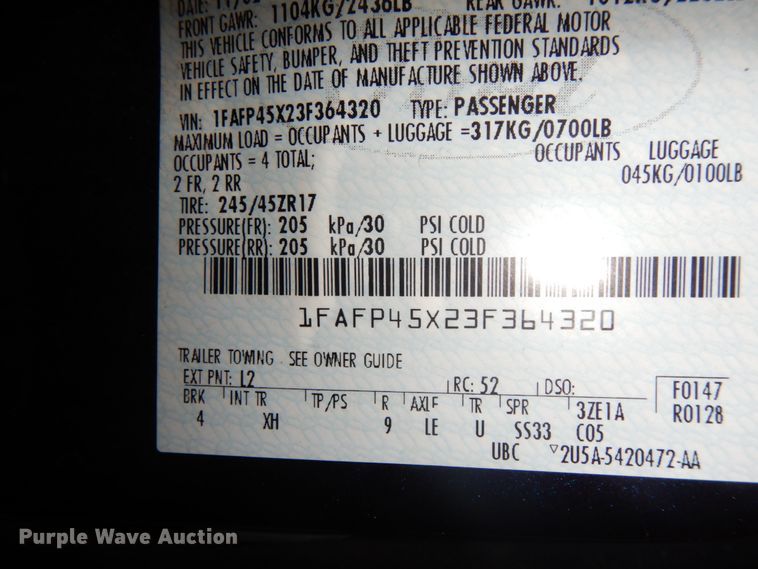 DATE: 11/02
FRONT GAWR: 1104KG/2436LB REAR GAWR:
THIS VEHICLE CONFORMS TO ALL APPLICABLE FEDERAL MOTOR
VEHICLE SAFETY, BUMPER, AND THEFT PREVENTION STANDARDS
IN EFFECT ON THE DATE OF MANUFACTURE SHOWN ABOVE.
VIN: 1FAFP45X23F364320 TYPE: PASSENGER
MAXIMUM LOAD = OCCUPANTS + LUGGAGE =317KG/0700LB
OCCUPANTS = 4 TOTAL; OCCUPANTS LUGGAGE
2 FR, 2 RR 045KG/0100LB
TIRE: 245/45ZR17
PRESSURE(FR): 205 kPa/30 PSI COLD
PRESSURE(RR): 205 kPa/30 PSI COLD
1FAFP45X23F364320
TRAILER TOWING - SEE OWNER GUIDE
EXT PNT: L2 RC: 52 DSO: F0147
BRK INT TR TP/PS R AXLE TR SPR 3ZE1A R0128
4 XH 9 LE U SS33 C05
UBC ▽2U5A-5420472-AA
Purple Wave Auction